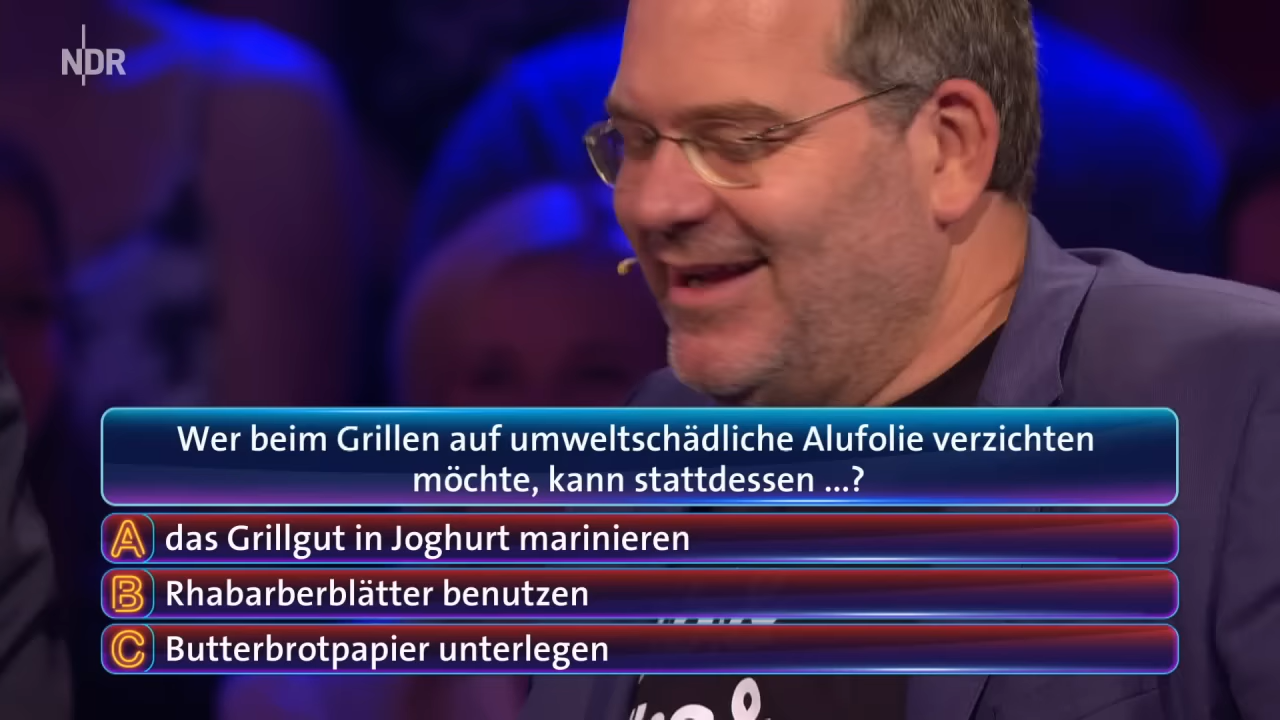 NDR
Wer beim Grillen auf umweltschädliche Alufolie verzichten
möchte, kann stattdessen ...?
A das Grillgut in Joghurt marinieren
B Rhabarberblätter benutzen
C Butterbrotpapier unterlegen